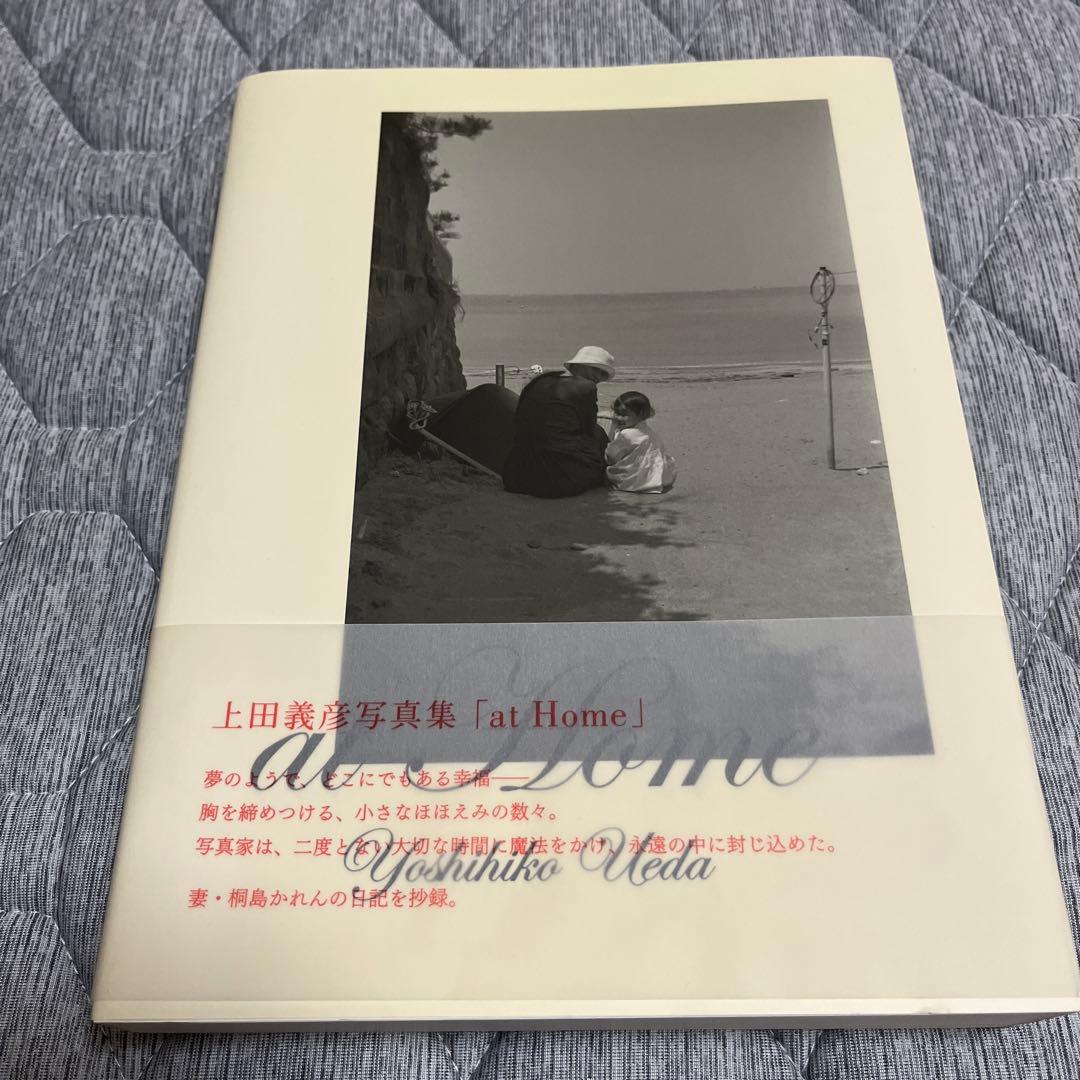 上田義彦写真集「at Home」
at Home
夢のようで、どこにでもある幸福——
胸を締めつける、小さなほほえみの数々。
写真家は、二度とない大切な時間に魔法をかけ、永遠の中に封じ込めた。
Yoshihiko Ueda
妻・桐島かれんの日記を抄録。